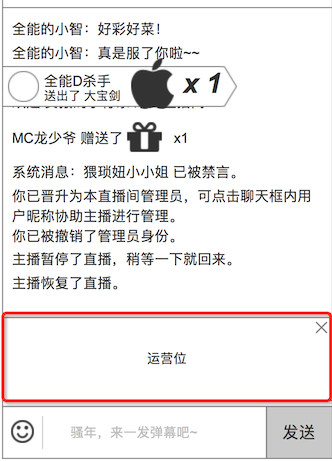 全能的小智：好彩好菜！
全能的小智：真是服了你啦~~
全能D杀手
送出了 大宝剑
x 1
MC龙少爷 赠送了 x1
系统消息：猥琐妞小小姐 已被禁言。
你已晋升为本直播间管理员，可点击聊天框内用
户昵称协助主播进行管理。
你已被撤销了管理员身份。
主播暂停了直播，稍等一下就回来。
主播恢复了直播。
运营位
骚年，来一发弹幕吧~
发送